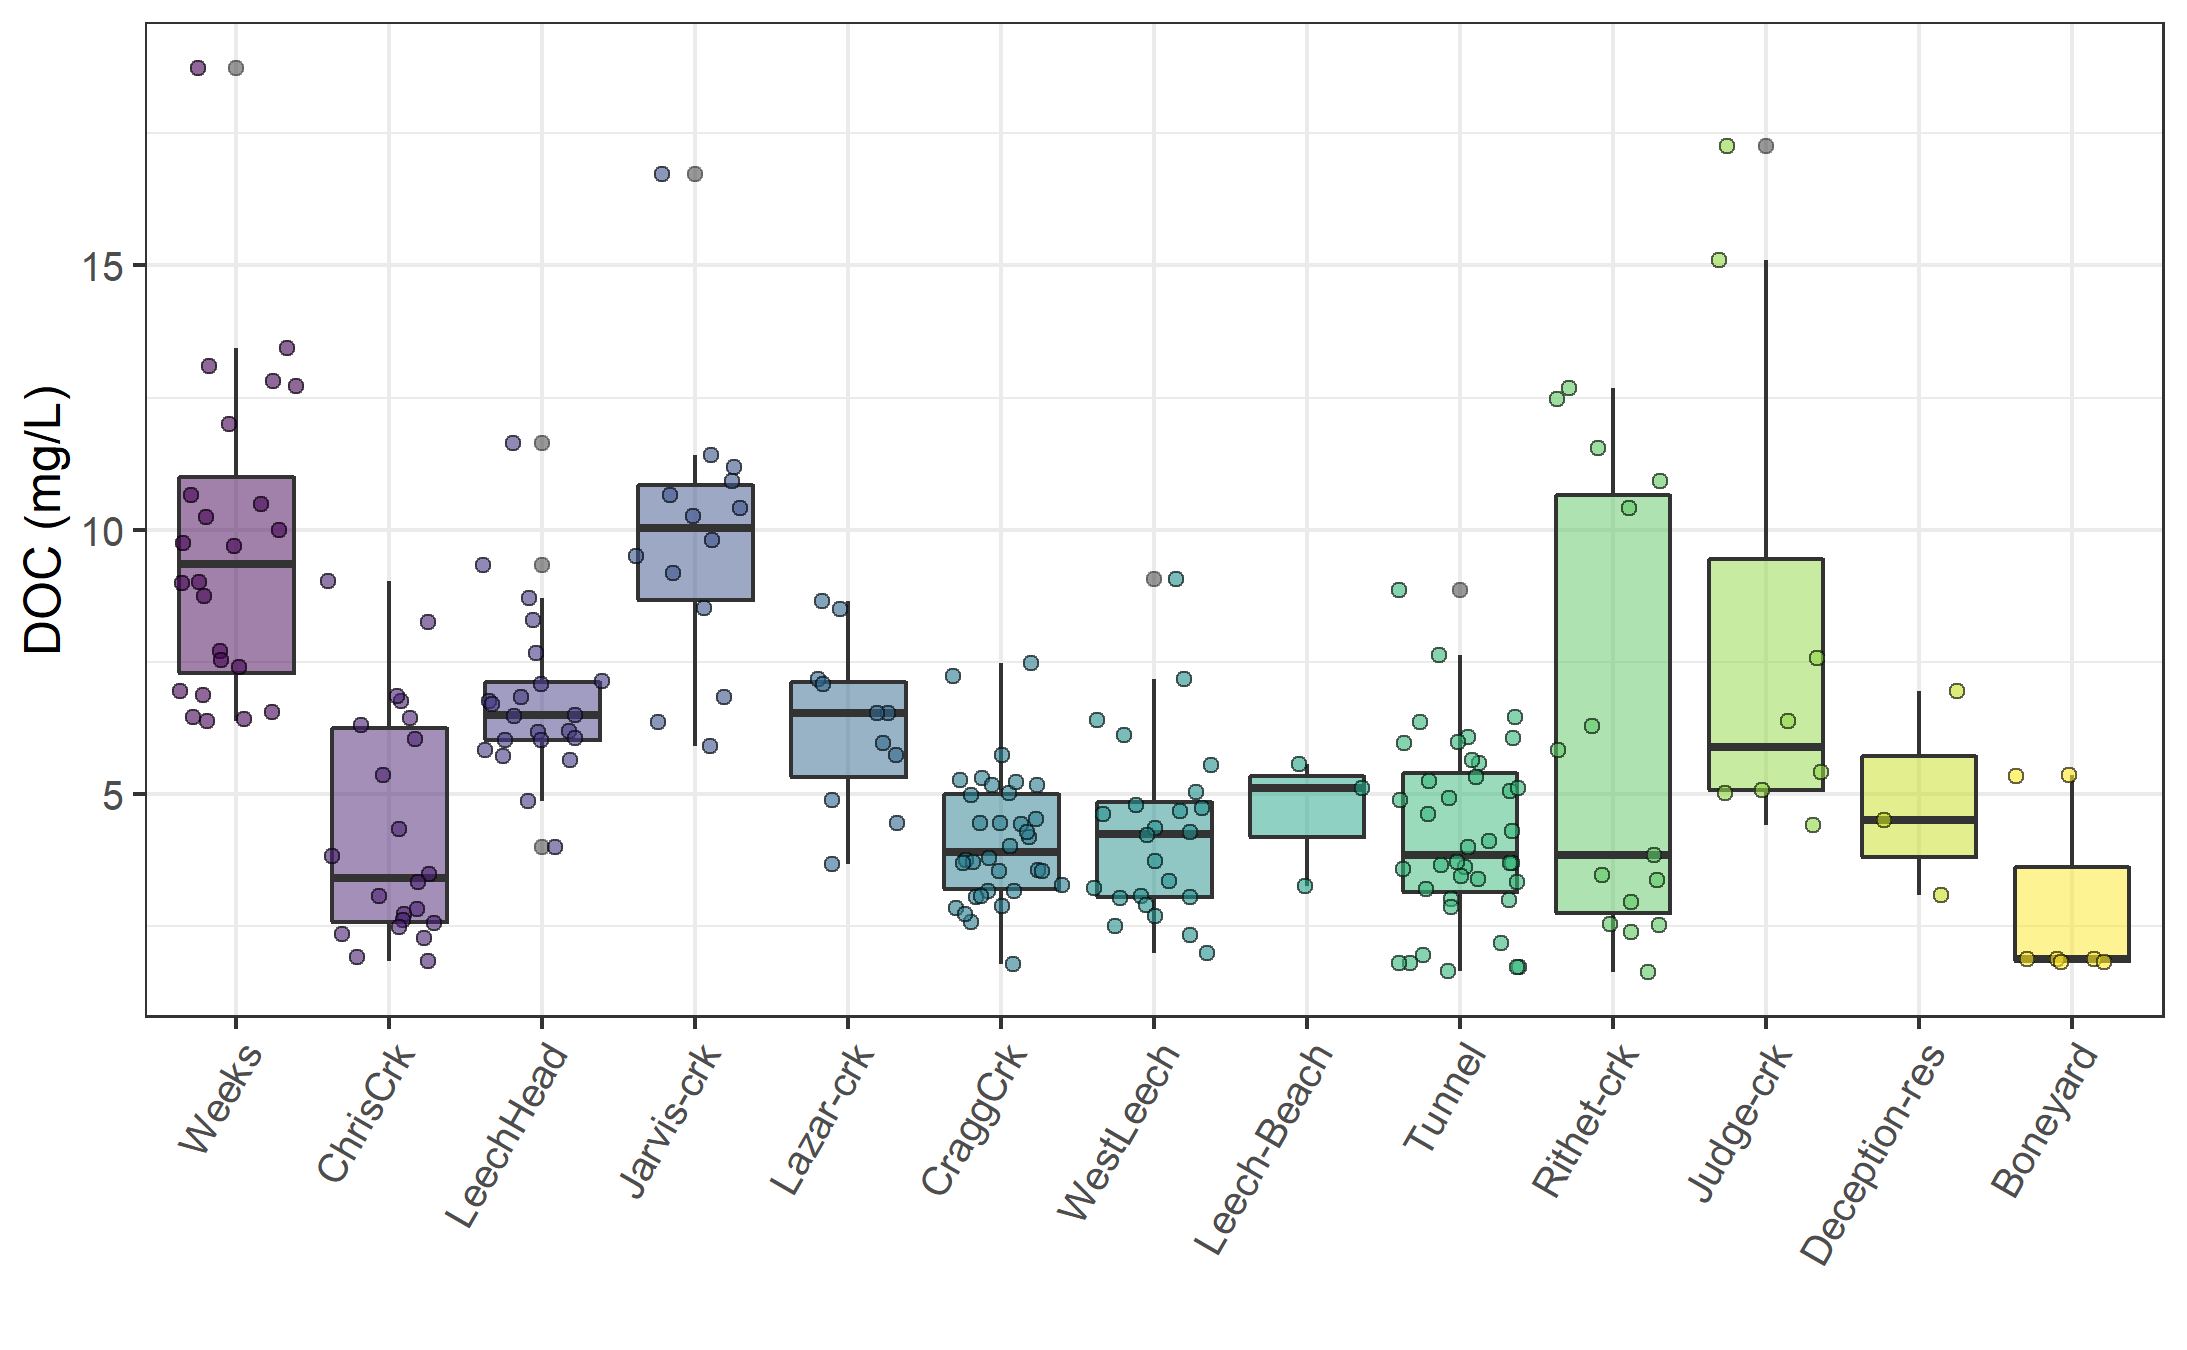 DOC (mg/L)
15
10
5
Weeks
ChrisCrk
LeechHead
Jarvis-crk
Lazar-crk
CraggCrk
WestLeech
Leech-Beach
Tunnel
Rithet-crk
Judge-crk
Deception-res
Boneyard